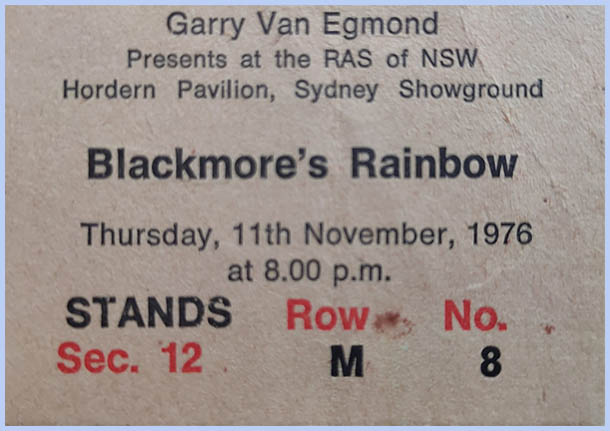 Garry Van Egmond
Presents at the RAS of NSW
Hordern Pavilion, Sydney Showground
Blackmore's Rainbow
Thursday, 11th November, 1976
at 8.00 p.m.
STANDS Row No.
Sec. 12 M 8